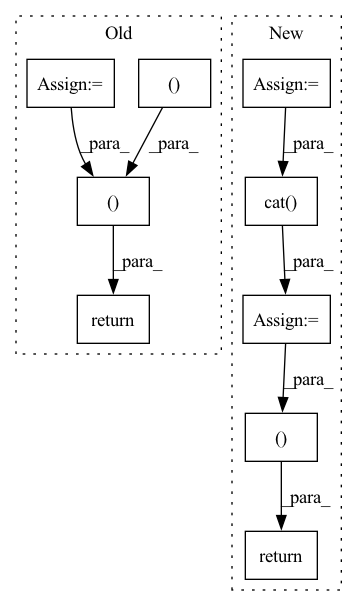 Old
New
Assign:=
()
Assign:=
_para_
_para_
_para_
()
cat()
_para_
_para_
return
Assign:=
_para_
()
_para_
return